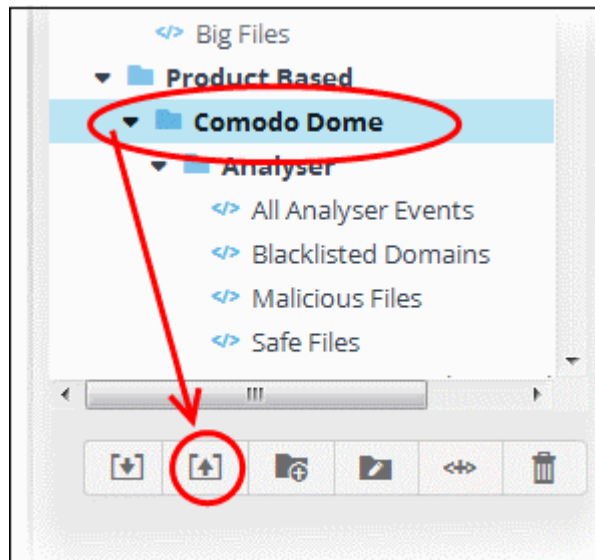 Big Files
Product Based
Comodo Dome
Analyser
All Analyser Events
Blacklisted Domains
Malicious Files
Safe Files